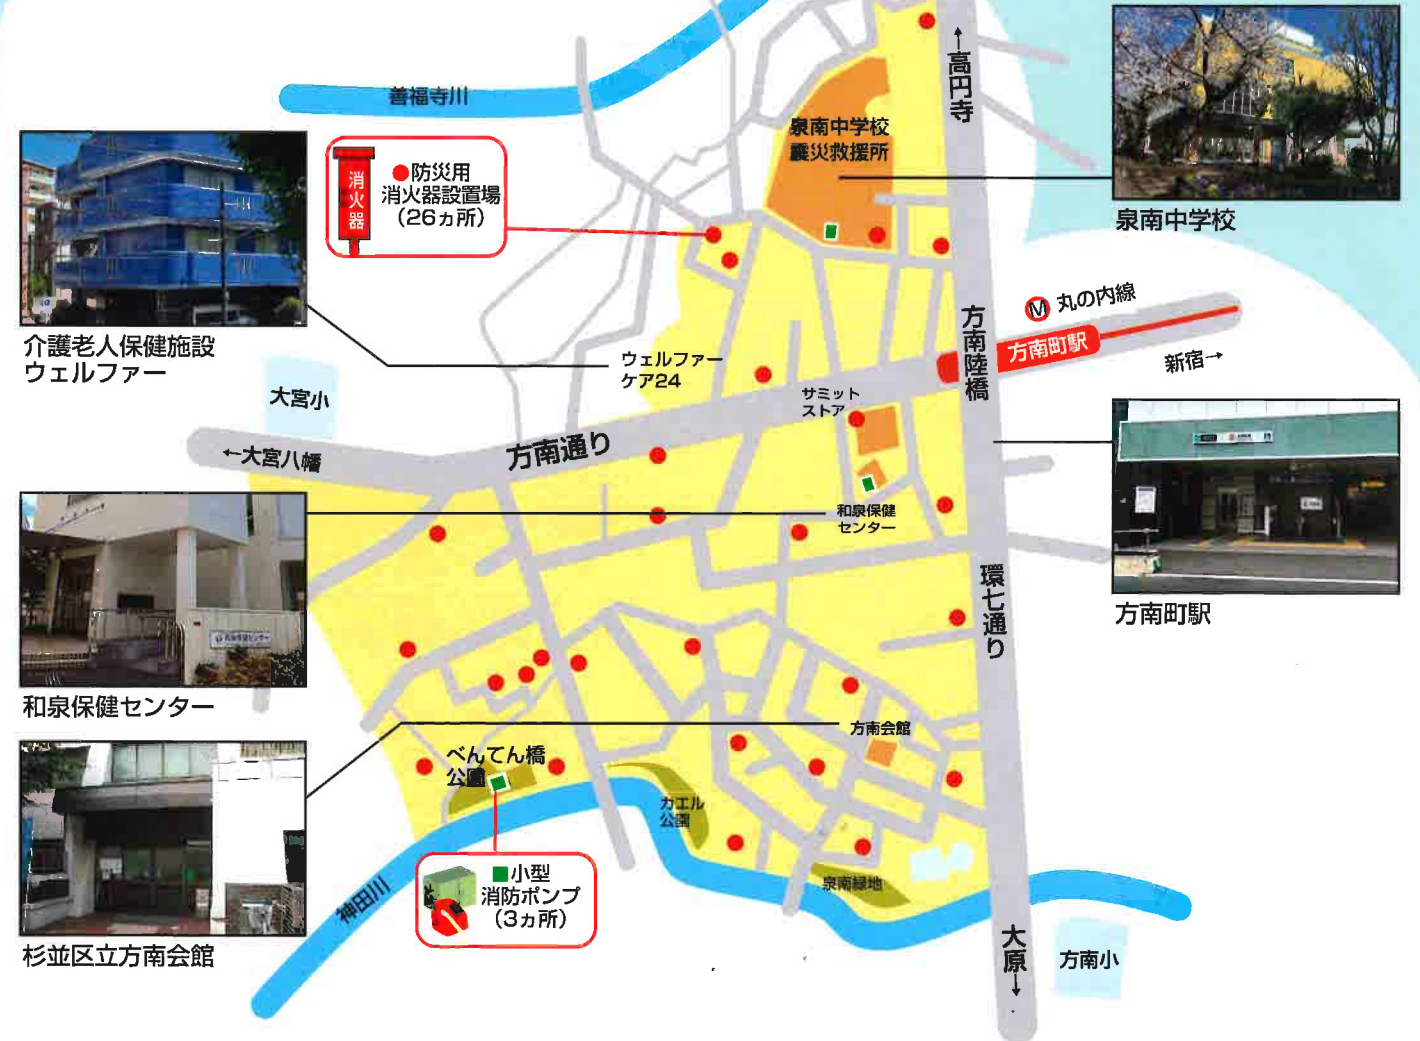 善福寺川
↑高円寺
泉南中学校
震災救援所
泉南中学校
消火器
●防災用
消火器設置場
（26ヵ所）
介護老人保健施設
ウェルファー
ウェルファー
ケア24
大宮小
←大宮八幡
方南通り
サミット
ストア
方南陸橋
M 丸の内線
方南町駅
新宿→
方南町駅
和泉保健
センター
和泉保健センター
和泉保健センター
環七通り
方南会館
べんてん橋
公園
カエル
公園
泉南緑地
■小型
消防ポンプ
（3ヵ所）
神田川
杉並区立方南会館
大原↓
方南小